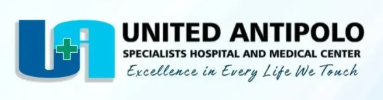 UNITED ANTIPOLO
SPECIALISTS HOSPITAL AND MEDICAL CENTER
Excellence in Every Life We Touch